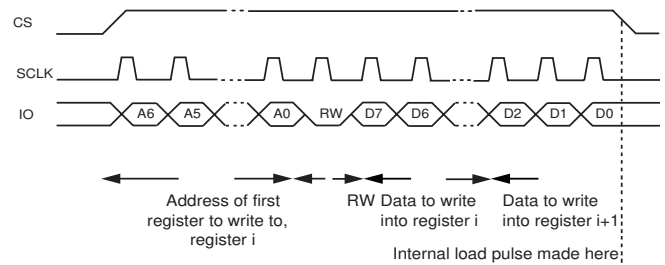 CS
SCLK
IO A6 A5 A0 RW D7 D6 D2 D1 D0
Address of first
register to write to,
register i
RW Data to write
into register i
Data to write
into register i+1
Internal load pulse made here